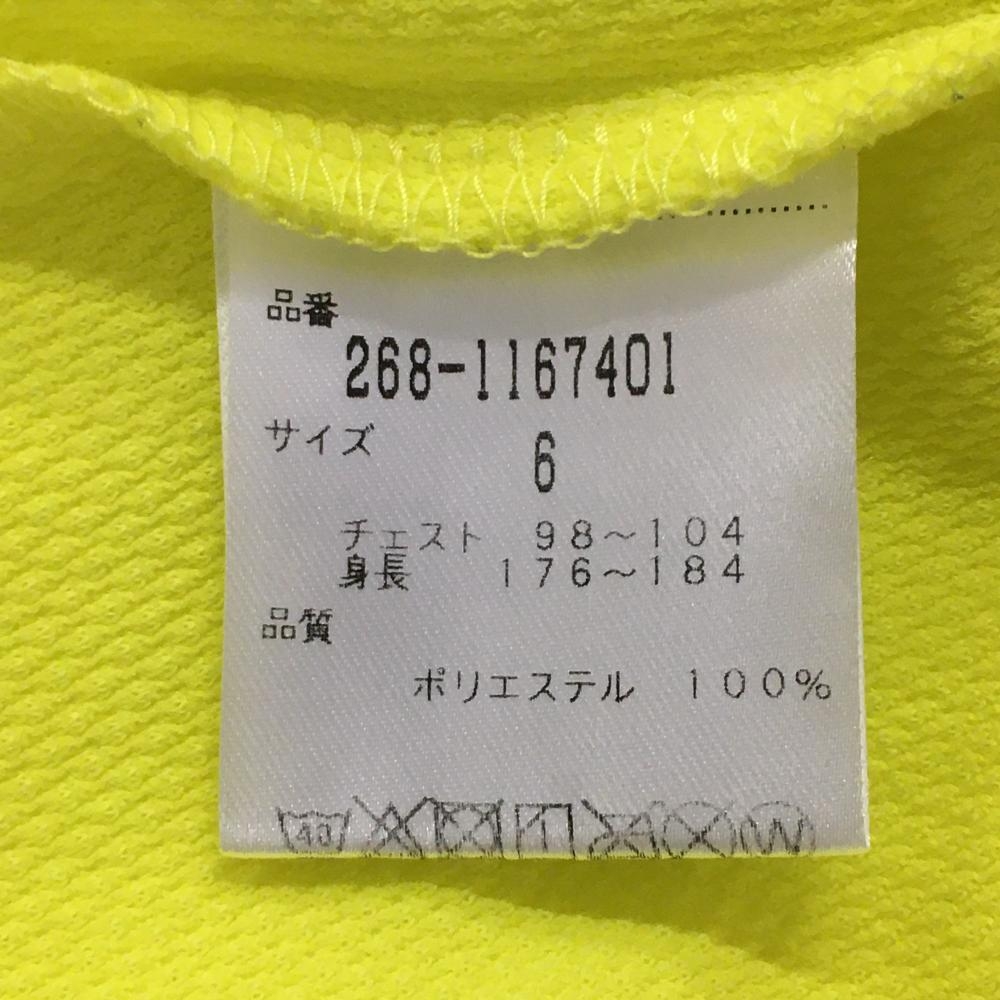 品番
268-1167401
サイズ
6
チェスト 98～104
身長 176～184
品質
ポリエステル 100%
40
W